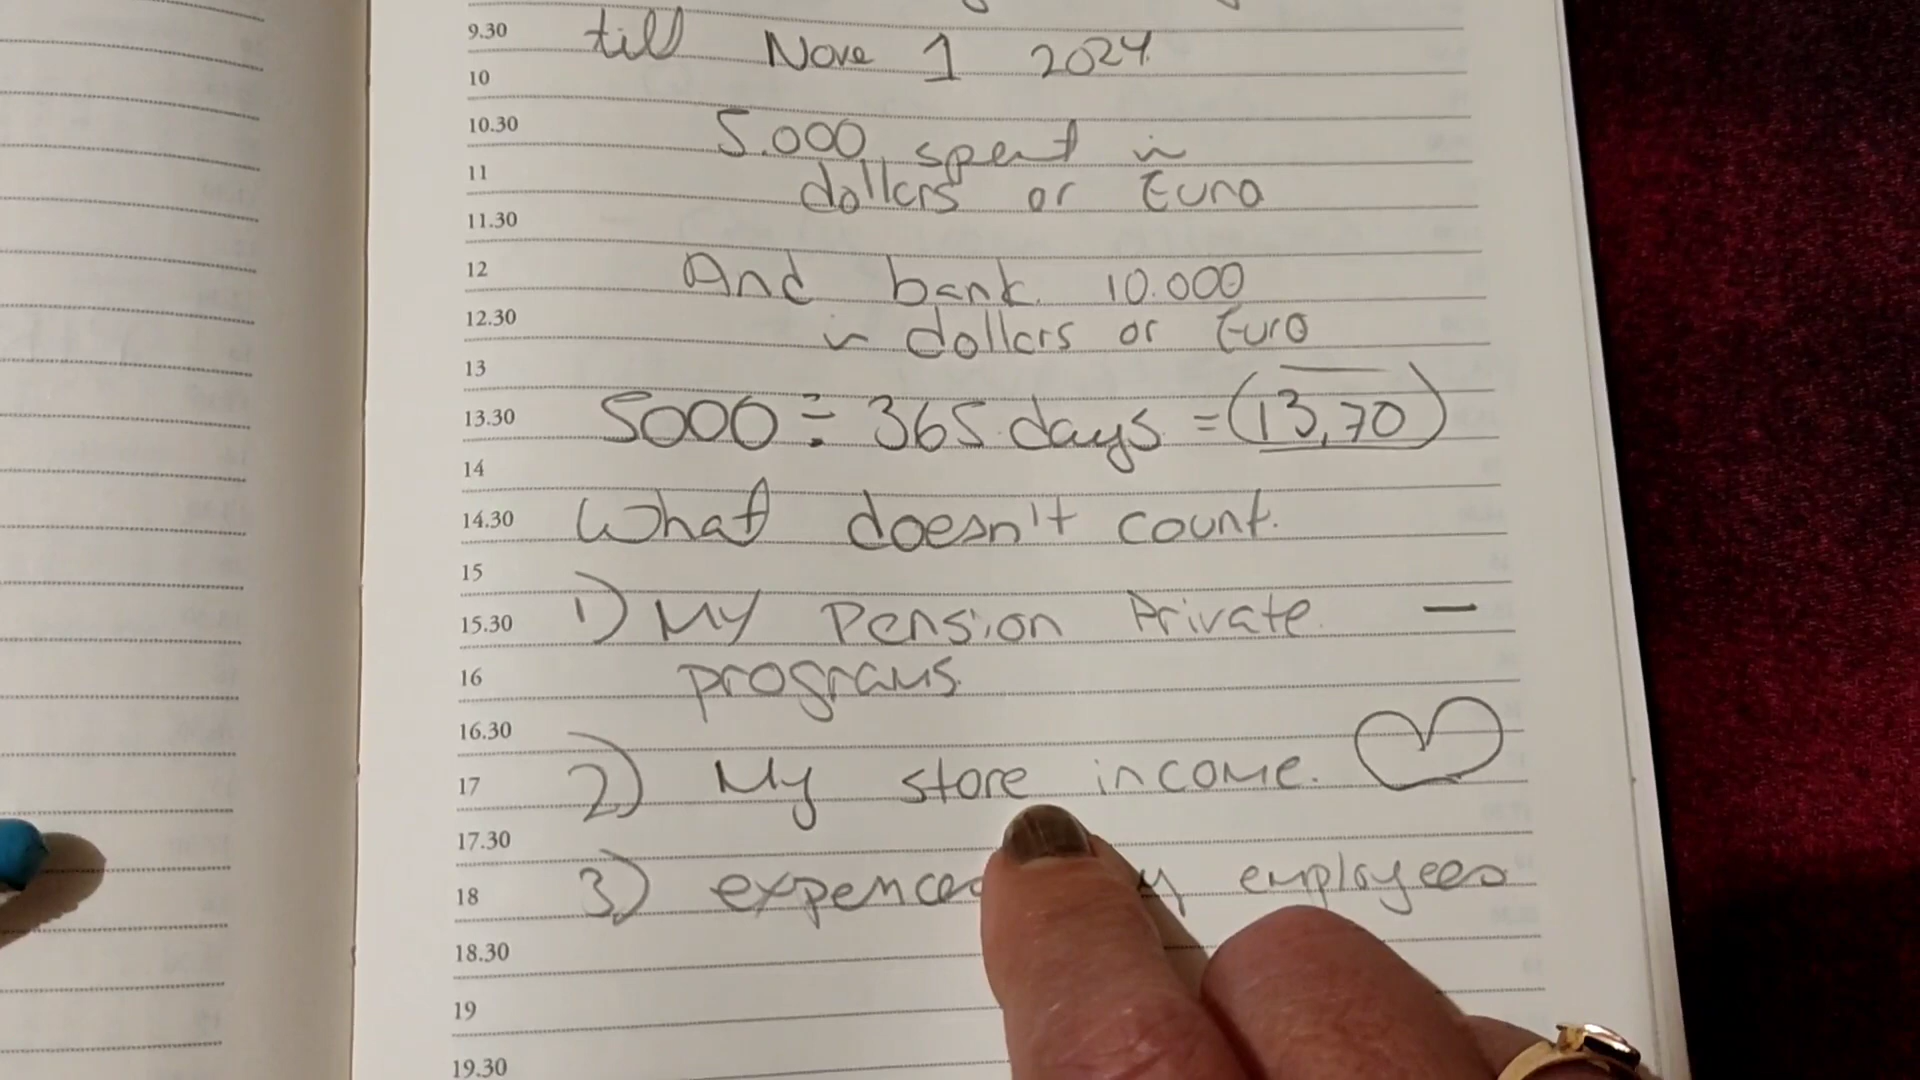 9.30 till Nove 1 2024.
10
10.30 5.000 spent in
11 dollars or Euro
11.30
12 And bank 10.000
12.30 in dollars or Euro
13
13.30 5000 ÷ 365 days = (13,70)
14
14.30 What doesn't count.
15
15.30 1) My Pension Private —
16 programs.
16.30
17 2) My store income.
17.30
18 3) employees
18.30
19
19.30